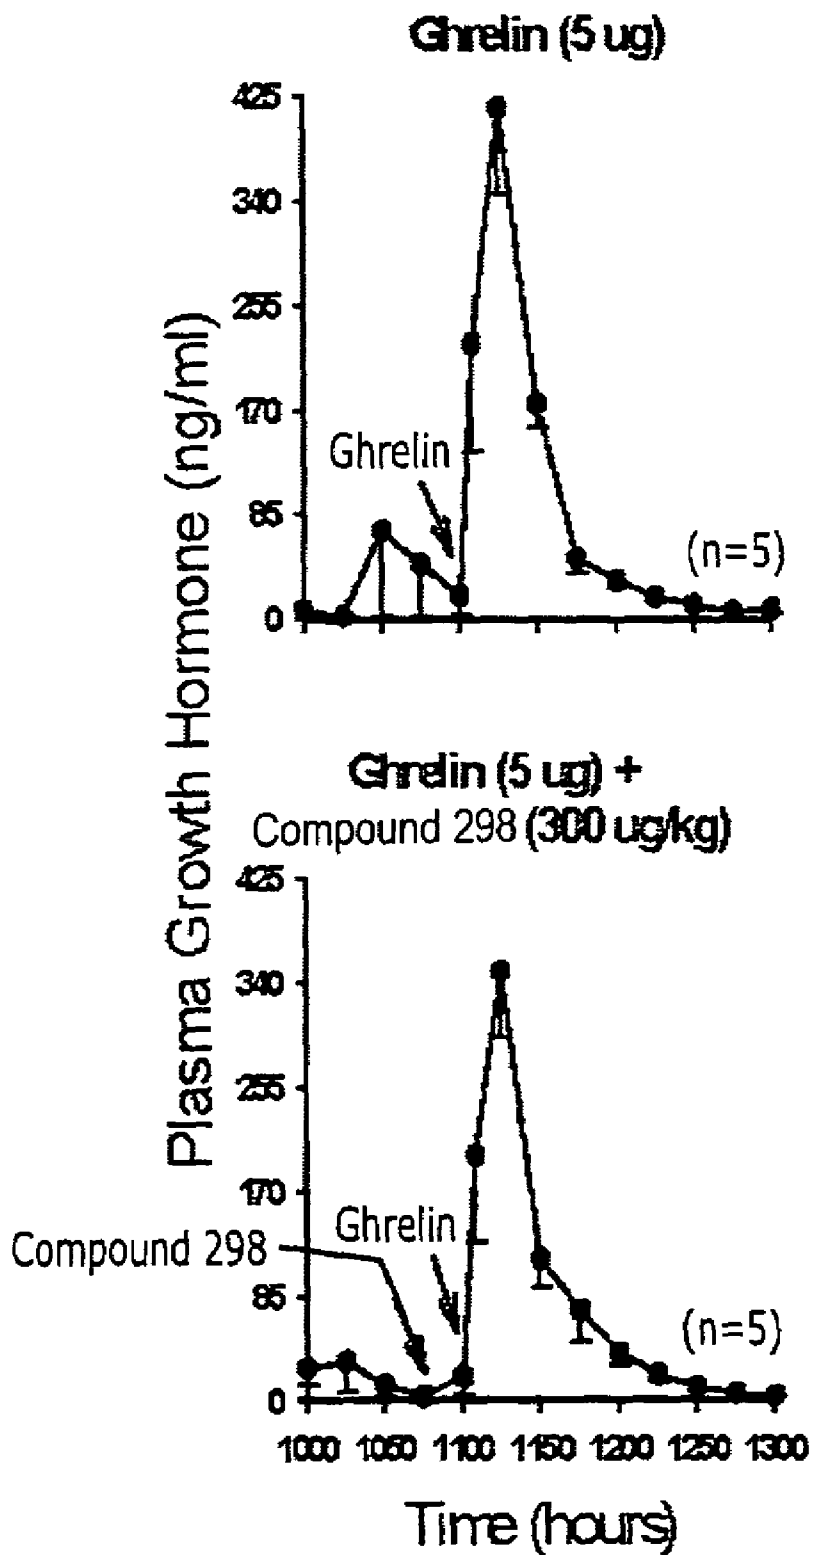 Ghrelin (5 ug)
425
340
255
170
85
0
Ghrelin
(n=5)
Plasma Growth Hormone (ng/ml)
Ghrelin (5 ug) +
Compound 298 (300 ug/kg)
425
340
255
170
85
0
Compound 298
Ghrelin
(n=5)
1000 1050 1100 1150 1200 1250 1300
Time (hours)